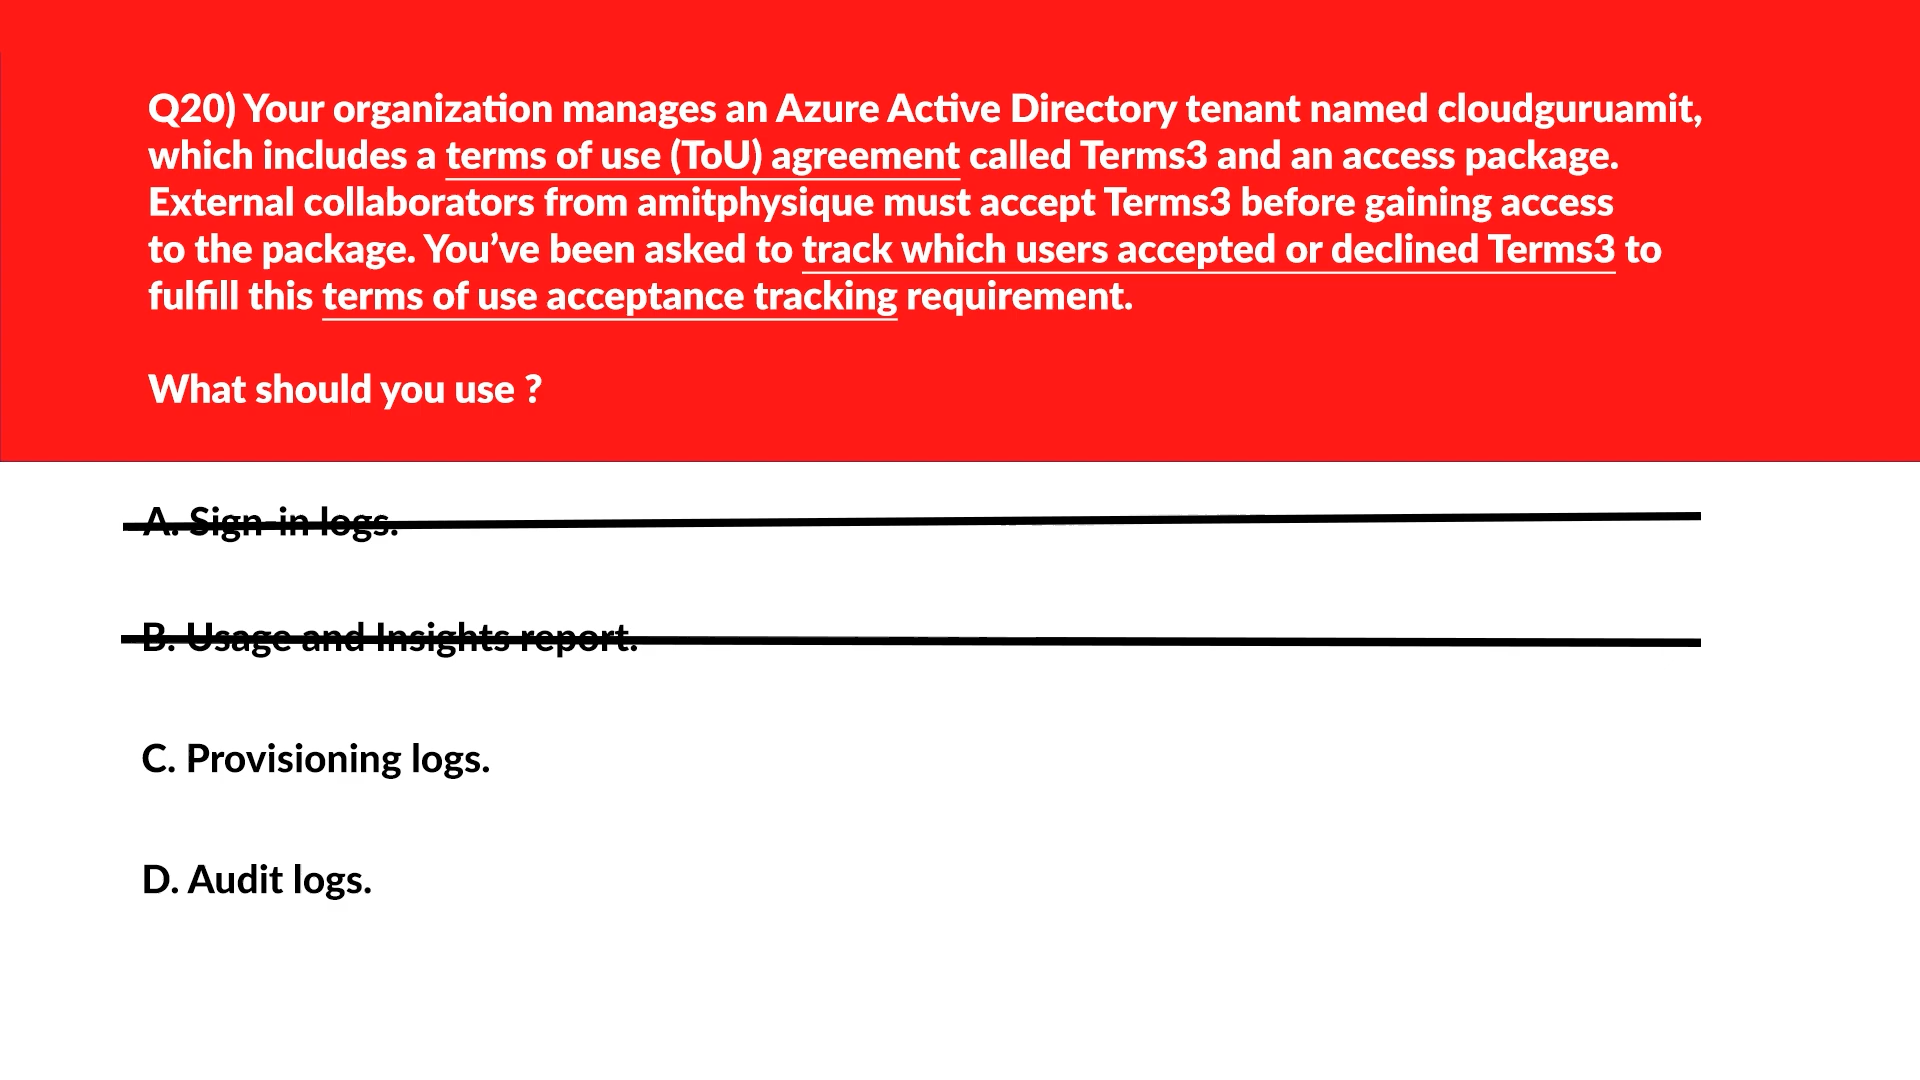 Q20) Your organization manages an Azure Active Directory tenant named cloudguruamit,
which includes a terms of use (ToU) agreement called Terms3 and an access package.
External collaborators from amitphysique must accept Terms3 before gaining access
to the package. You’ve been asked to track which users accepted or declined Terms3 to
fulfill this terms of use acceptance tracking requirement.
What should you use ?
A. Sign-in logs.
B. Usage and Insights report.
C. Provisioning logs.
D. Audit logs.